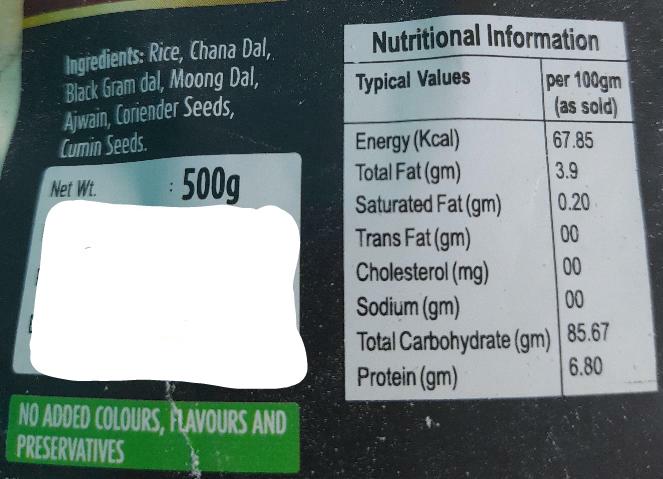 Ingredients: Rice, Chana Dal,
Black Gram dal, Moong Dal,
Ajwain, Coriender Seeds,
Cumin Seeds.
Net Wt. : 500g
NO ADDED COLOURS, FLAVOURS AND
PRESERVATIVES
Nutritional Information
Typical Values per 100gm
(as sold)
Energy (Kcal) 67.85
Total Fat (gm) 3.9
Saturated Fat (gm) 0.20
Trans Fat (gm) 00
Cholesterol (mg) 00
Sodium (gm) 00
Total Carbohydrate (gm) 85.67
Protein (gm) 6.80